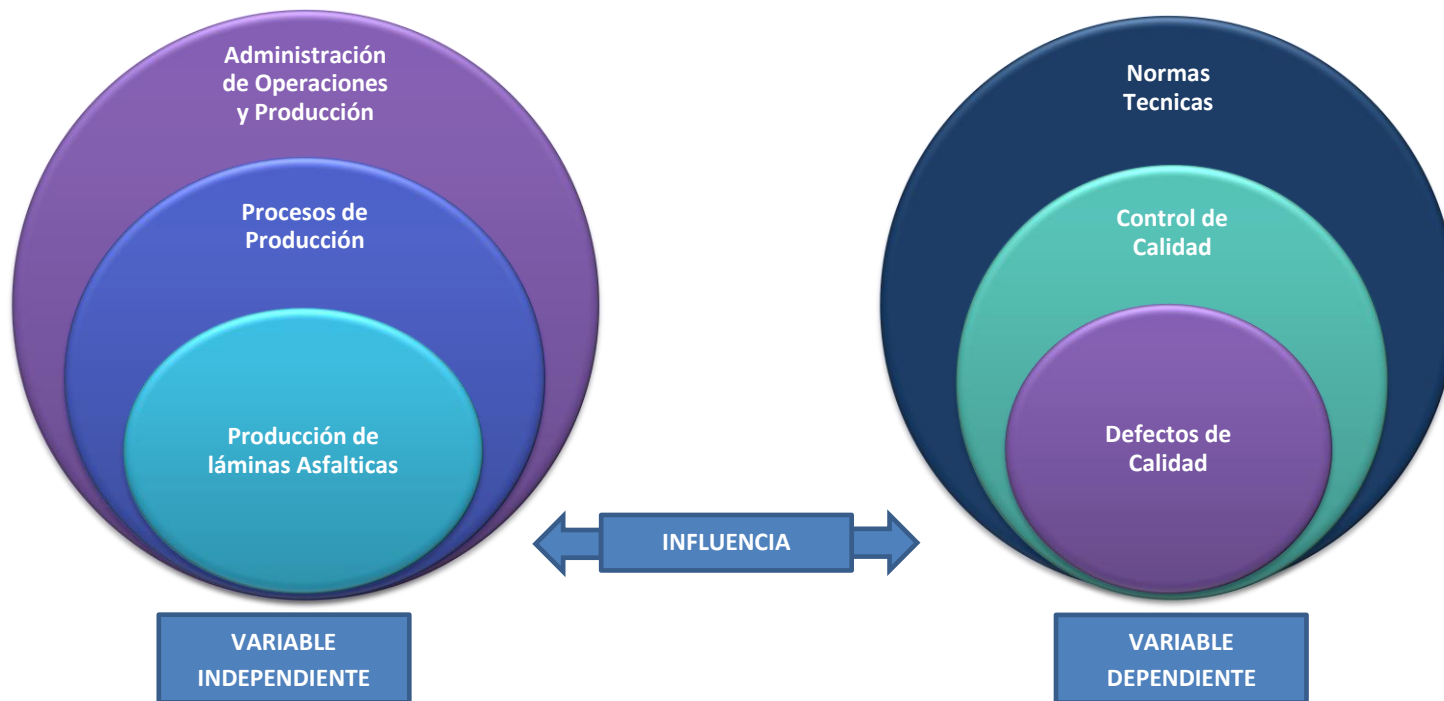 Administración
de Operaciones
y Producción
Procesos de
Producción
Producción de
láminas Asfalticas
Normas
Tecnicas
Control de
Calidad
Defectos de
Calidad
INFLUENCIA
VARIABLE
INDEPENDIENTE
VARIABLE
DEPENDIENTE